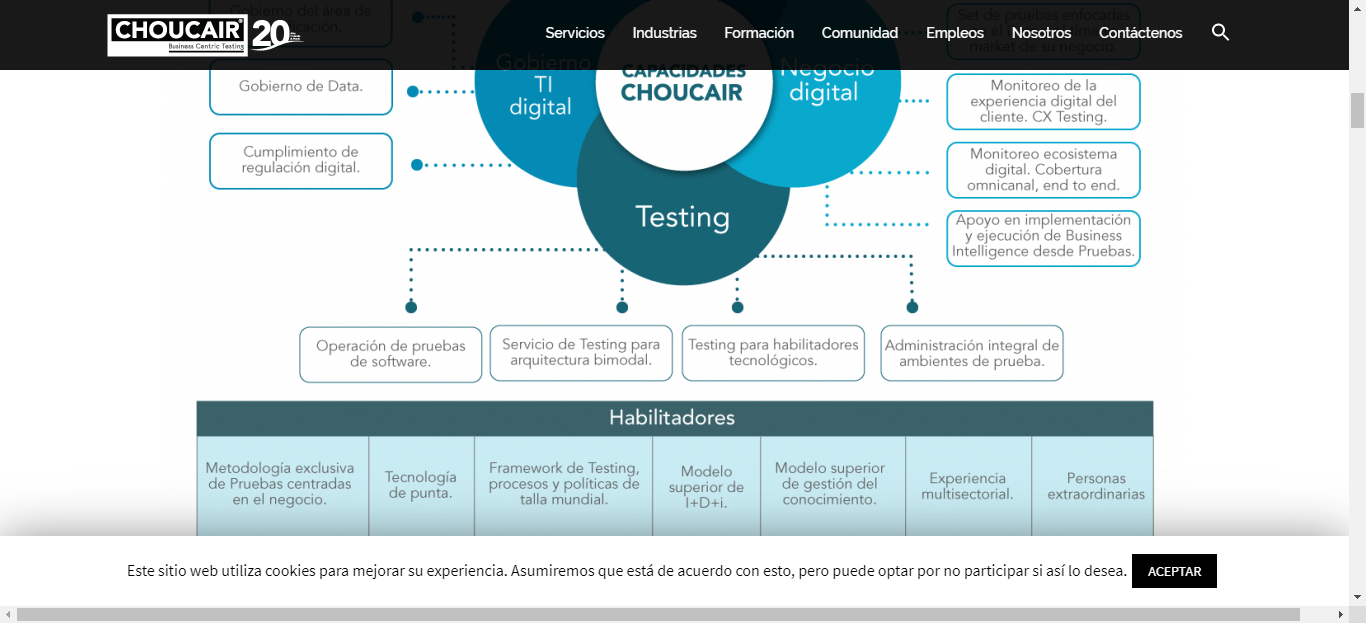 CHOUCAIR
Business Centric Testing
20
Servicios
Industrias
Formación
Comunidad
Empleos
Nosotros
Contáctenos
Gobierno del área de
Gobierno de Data.
Cumplimiento de
regulación digital.
Gobierno
TI
digital
CAPACIDADES
CHOUCAIR
Negocio
digital
Testing
Set de pruebas enfocadas
market de su negocio.
Monitoreo de la
experiencia digital del
cliente. CX Testing.
Monitoreo ecosistema
digital. Cobertura
omnicanal, end to end.
Apoyo en implementación
y ejecución de Business
Intelligence desde Pruebas.
Operación de pruebas
de software.
Servicio de Testing para
arquitectura bimodal.
Testing para habilitadores
tecnológicos.
Administración integral de
ambientes de prueba.
Habilitadores
Metodología exclusiva
de Pruebas centradas
en el negocio.
Tecnología
de punta.
Framework de Testing,
procesos y políticas de
talla mundial.
Modelo
superior de
I+D+i.
Modelo superior
de gestión del
conocimiento.
Experiencia
multisectorial.
Personas
extraordinarias
Este sitio web utiliza cookies para mejorar su experiencia. Asumiremos que está de acuerdo con esto, pero puede optar por no participar si así lo desea.
ACEPTAR